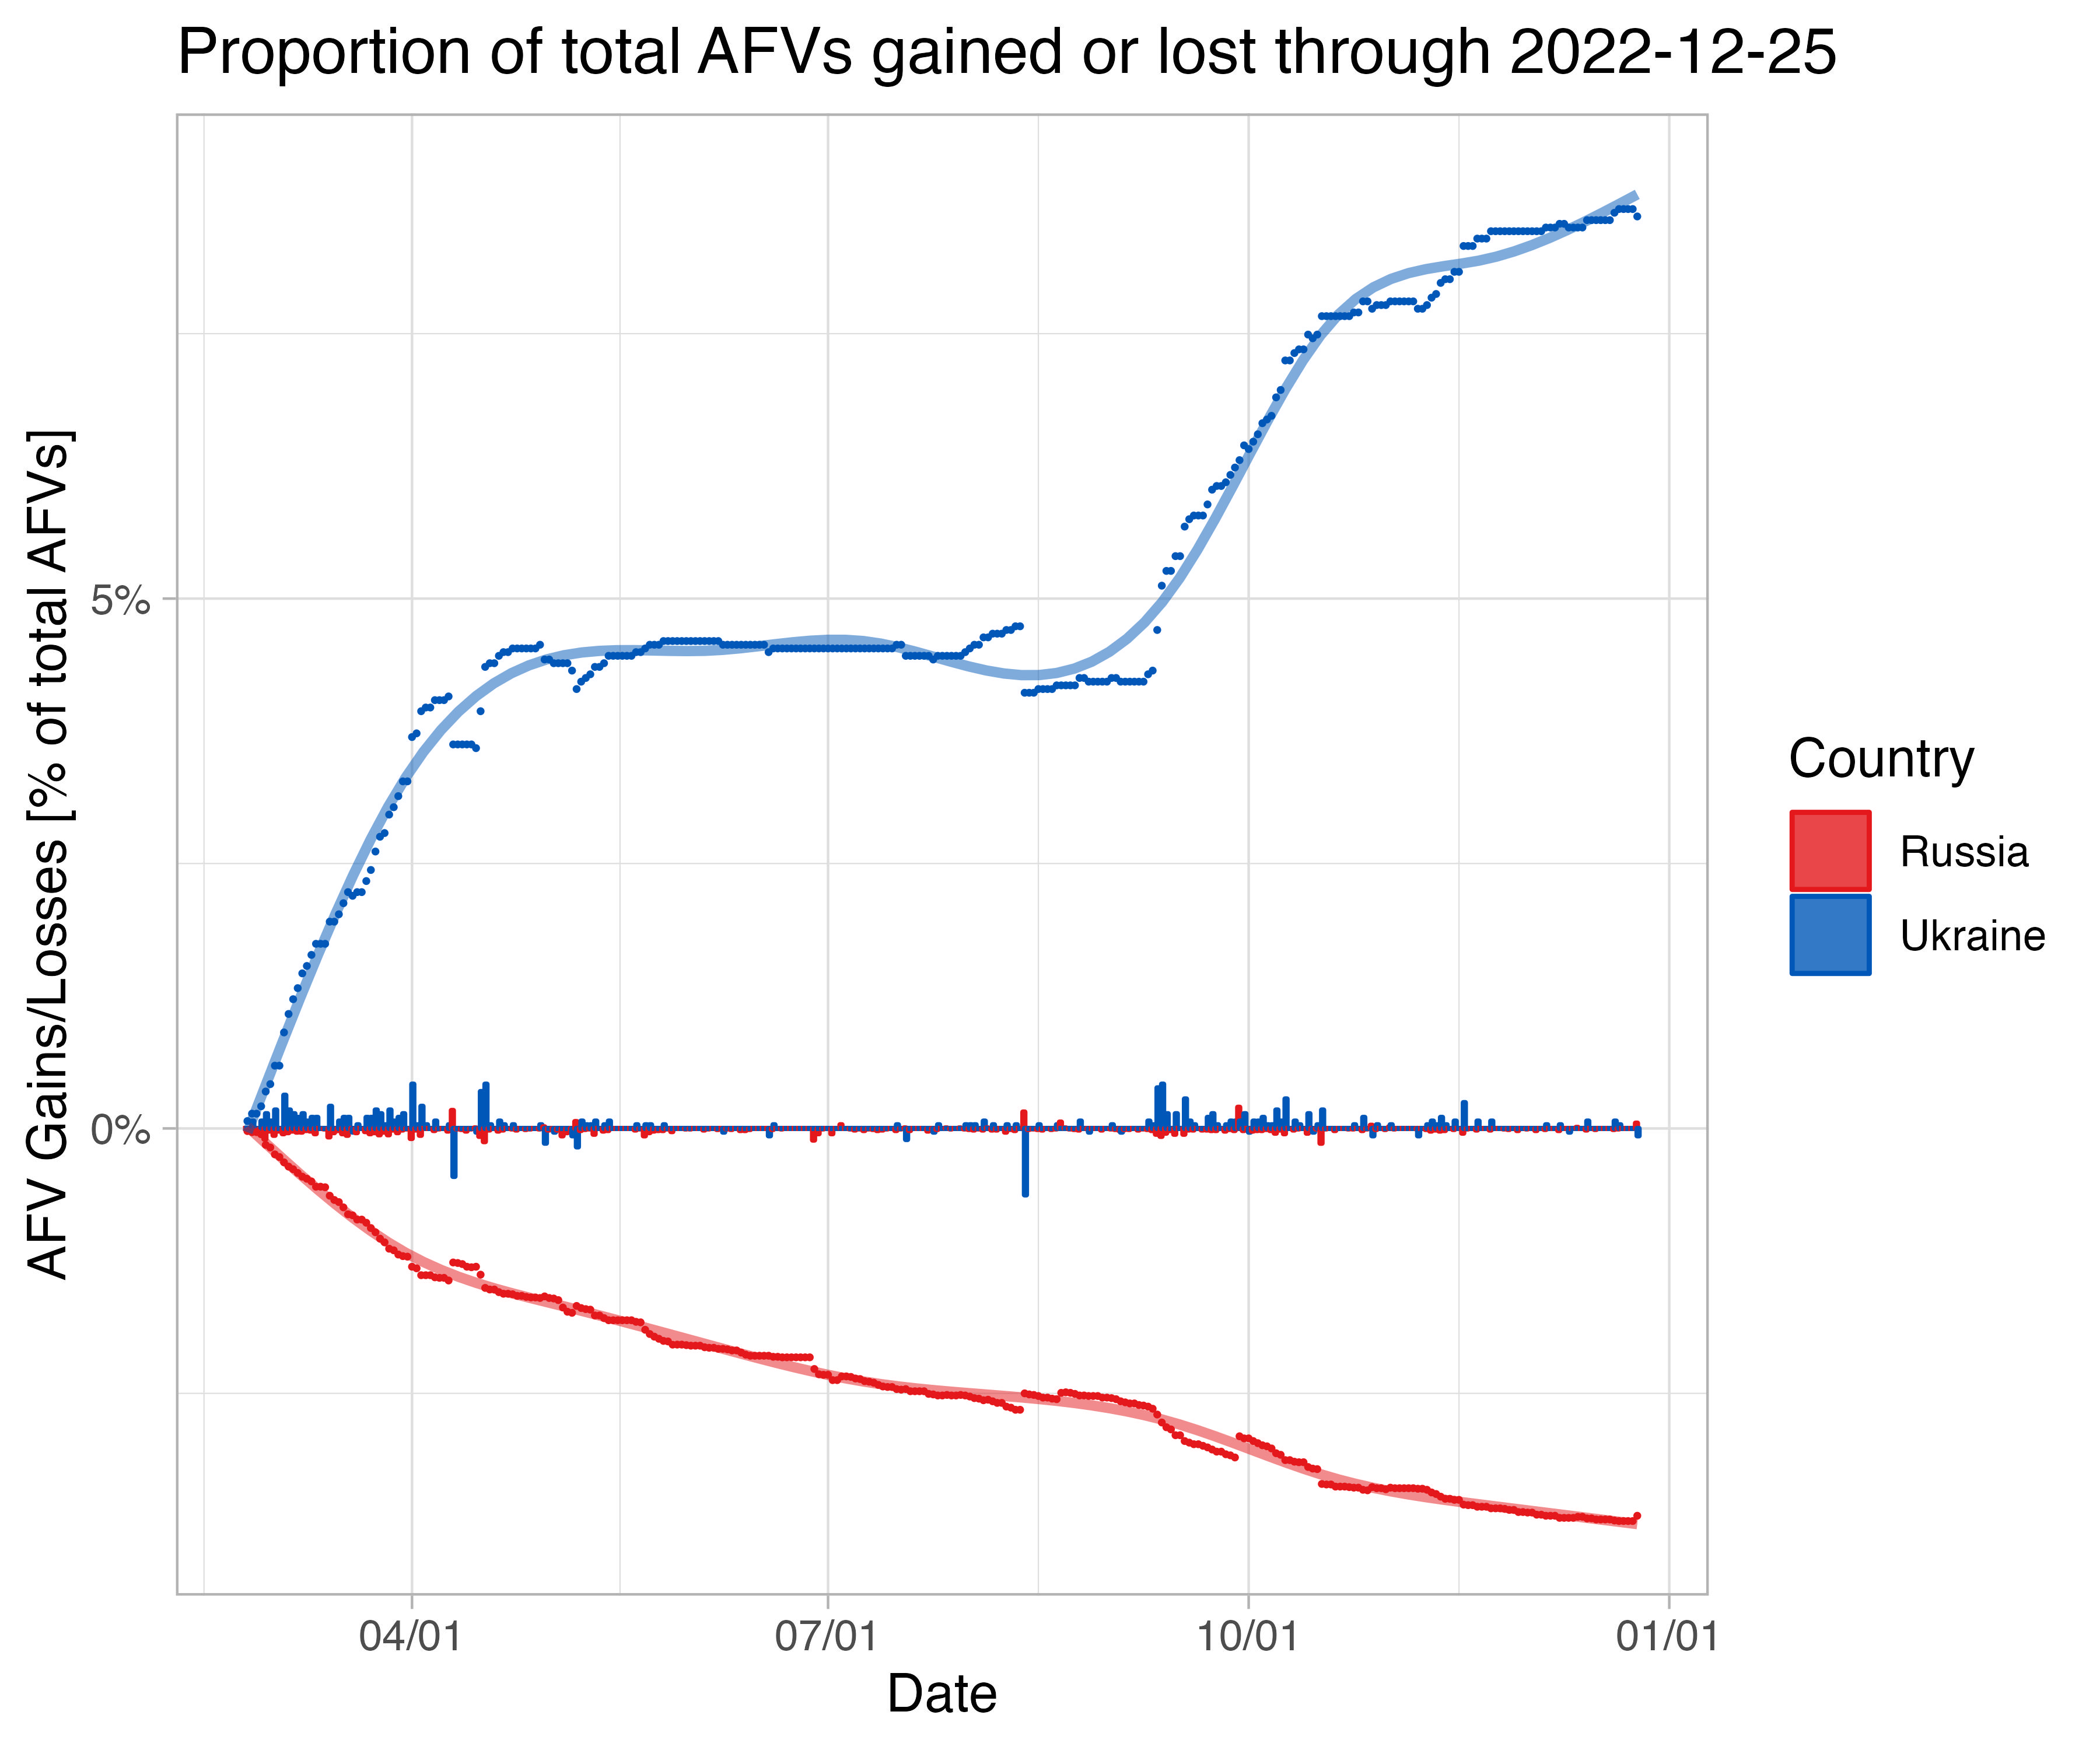 Proportion of total AFVs gained or lost through 2022-12-25
AFV Gains/Losses [% of total AFVs]
5%
0%
04/01
07/01
10/01
01/01
Date
Country
Russia
Ukraine